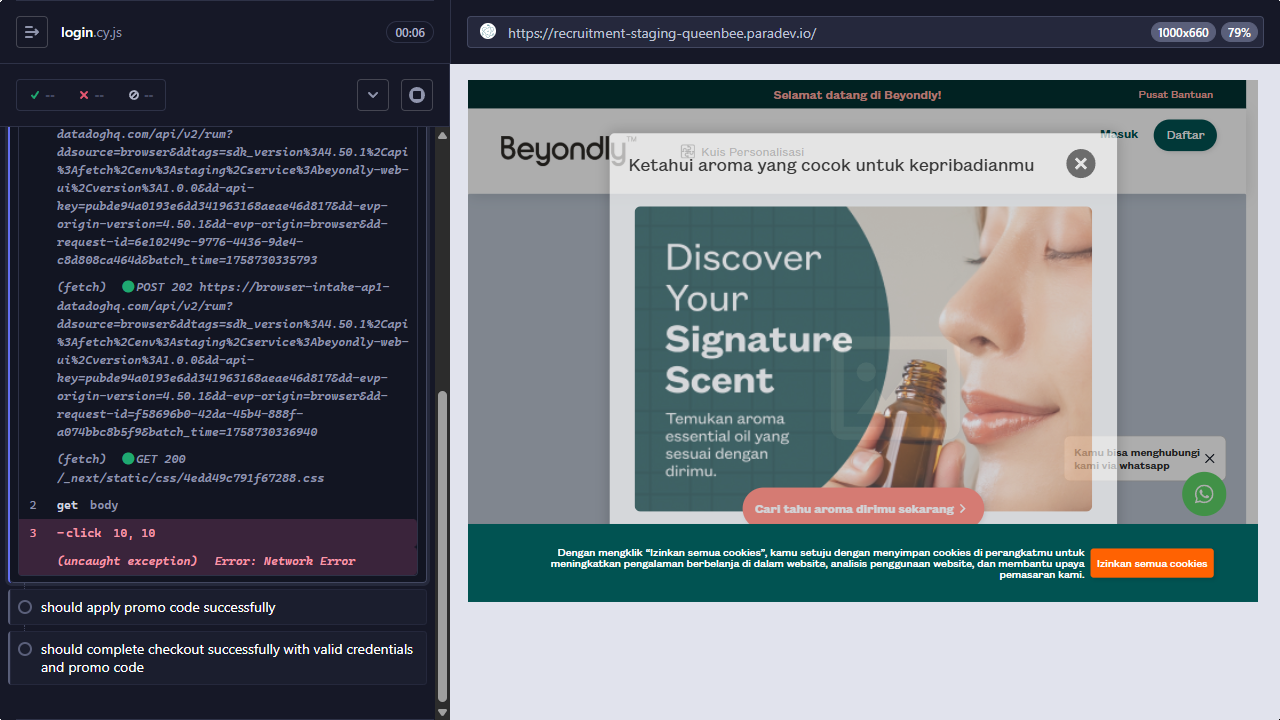 login.cy.js
00:06
--
--
--
datadoghq.com/api/v2/rum?
ddsource=browser&ddtags=sdk_version%3A4.50.1%2Capi
%3Afetch%2Cenv%3Astaging%2Cservice%3Abeyondly-web-
ui%2Cversion%3A1.0.0&dd-api-
key=pubde94a0193e6dd341963168aeae46d817&dd-evp-
origin-version=4.50.1&dd-evp-origin=browser&dd-
request-id=6e10249c-9776-4436-9de4-
c8d808ca464d&batch_time=1758730335793
(fetch) POST 202 https://browser-intake-ap1-
datadoghq.com/api/v2/rum?
ddsource=browser&ddtags=sdk_version%3A4.50.1%2Capi
%3Afetch%2Cenv%3Astaging%2Cservice%3Abeyondly-web-
ui%2Cversion%3A1.0.0&dd-api-
key=pubde94a0193e6dd341963168aeae46d817&dd-evp-
origin-version=4.50.1&dd-evp-origin=browser&dd-
request-id=f58696b0-42da-45b4-888f-
a074bbc8b5f9&batch_time=1758730336940
(fetch) GET 200
/_next/static/css/4edd49c791f67288.css
2 get body
3 -click 10, 10
(uncaught exception) Error: Network Error
should apply promo code successfully
should complete checkout successfully with valid credentials
and promo code
https://recruitment-staging-queenbee.paradev.io/
1000x660
79%
Selamat datang di Beyondly!
Pusat Bantuan
Beyondly™
Kuis Personalisasi
Masuk
Daftar
Ketahui aroma yang cocok untuk kepribadianmu
Discover
Your
Signature
Scent
Temukan aroma
essential oil yang
sesuai dengan
dirimu.
Cari tahu aroma dirimu sekarang
Kamu bisa menghubungi
kami via whatsapp
Dengan mengklik “Izinkan semua cookies”, kamu setuju dengan menyimpan cookies di perangkatmu untuk
meningkatkan pengalaman berbelanja di dalam website, analisis penggunaan website, dan membantu upaya
pemasaran kami.
Izinkan semua cookies